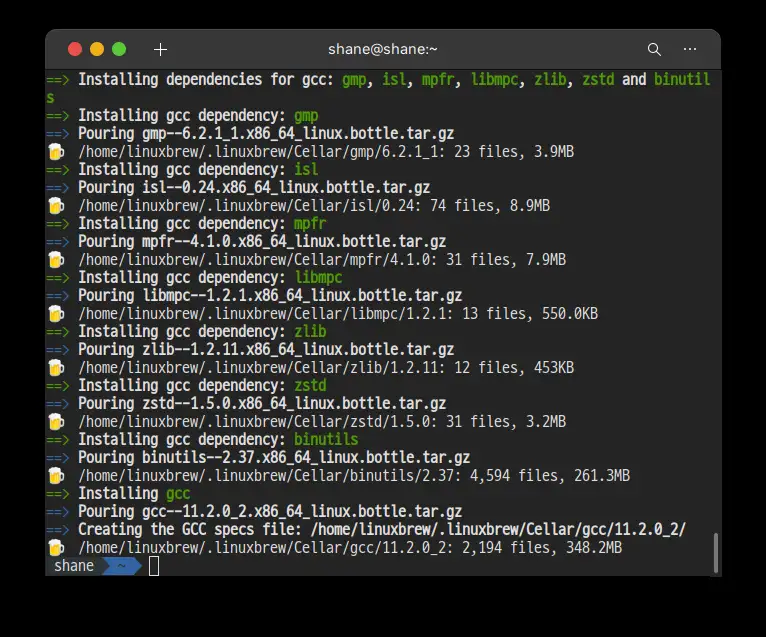 shane@shane:~
==> Installing dependencies for gcc: gmp, isl, mpfr, libmpc, zlib, zstd and binutil
s
==> Installing gcc dependency: gmp
==> Pouring gmp--6.2.1_1.x86_64_linux.bottle.tar.gz
🍺 /home/linuxbrew/.linuxbrew/Cellar/gmp/6.2.1_1: 23 files, 3.9MB
==> Installing gcc dependency: isl
==> Pouring isl--0.24.x86_64_linux.bottle.tar.gz
🍺 /home/linuxbrew/.linuxbrew/Cellar/isl/0.24: 74 files, 8.9MB
==> Installing gcc dependency: mpfr
==> Pouring mpfr--4.1.0.x86_64_linux.bottle.tar.gz
🍺 /home/linuxbrew/.linuxbrew/Cellar/mpfr/4.1.0: 31 files, 7.9MB
==> Installing gcc dependency: libmpc
==> Pouring libmpc--1.2.1.x86_64_linux.bottle.tar.gz
🍺 /home/linuxbrew/.linuxbrew/Cellar/libmpc/1.2.1: 13 files, 550.0KB
==> Installing gcc dependency: zlib
==> Pouring zlib--1.2.11.x86_64_linux.bottle.tar.gz
🍺 /home/linuxbrew/.linuxbrew/Cellar/zlib/1.2.11: 12 files, 453KB
==> Installing gcc dependency: zstd
==> Pouring zstd--1.5.0.x86_64_linux.bottle.tar.gz
🍺 /home/linuxbrew/.linuxbrew/Cellar/zstd/1.5.0: 31 files, 3.2MB
==> Installing gcc dependency: binutils
==> Pouring binutils--2.37.x86_64_linux.bottle.tar.gz
🍺 /home/linuxbrew/.linuxbrew/Cellar/binutils/2.37: 4,594 files, 261.3MB
==> Installing gcc
==> Pouring gcc--11.2.0_2.x86_64_linux.bottle.tar.gz
==> Creating the GCC specs file: /home/linuxbrew/.linuxbrew/Cellar/gcc/11.2.0_2/
🍺 /home/linuxbrew/.linuxbrew/Cellar/gcc/11.2.0_2: 2,194 files, 348.2MB
shane ~